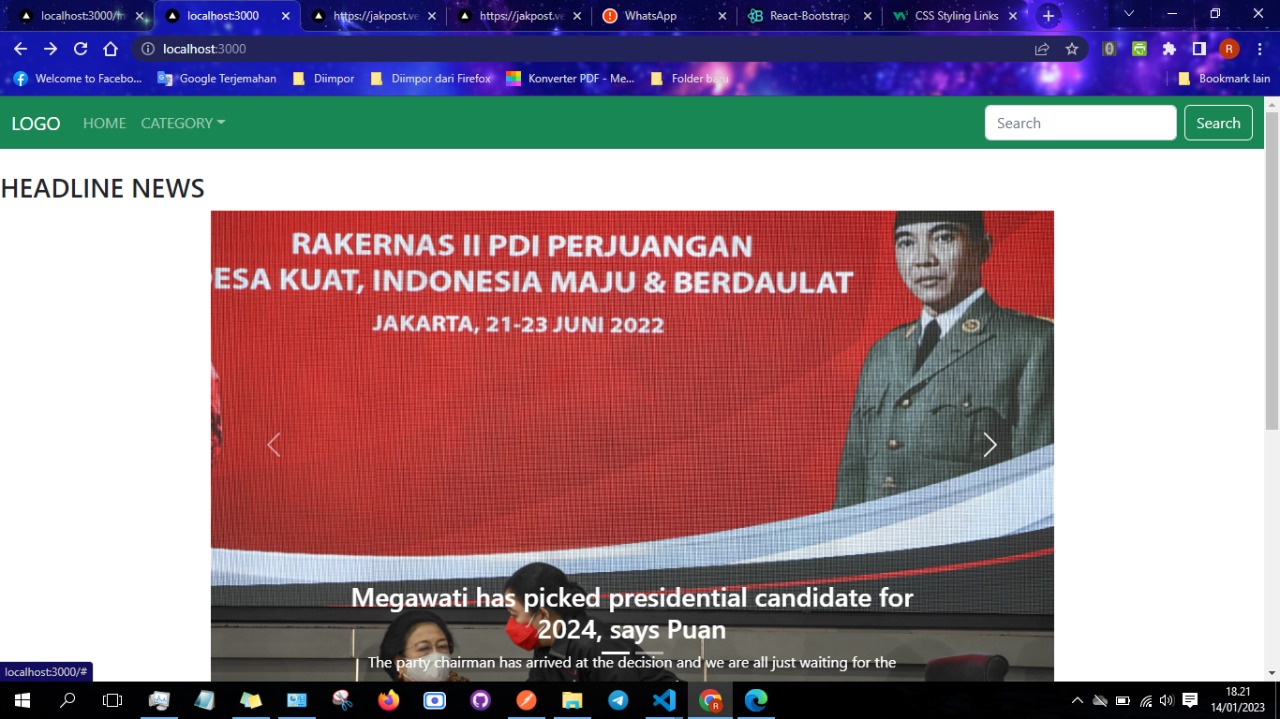 localhost:3000/m
localhost:3000
https://jakpost.ve
https://jakpost.ve
WhatsApp
React-Bootstrap
CSS Styling Links
localhost:3000
R
Welcome to Facebo...
Google Terjemahan
Diimpor
Diimpor dari Firefox
Konverter PDF - Me...
Folder baru
Bookmark lain
LOGO
HOME
CATEGORY
Search
Search
HEADLINE NEWS
RAKERNAS II PDI PERJUANGAN
ESA KUAT, INDONESIA MAJU & BERDAULAT
JAKARTA, 21-23 JUNI 2022
Megawati has picked presidential candidate for
2024, says Puan
The party chairman has arrived at the decision and we are all just waiting for the
localhost:3000/#
18.21
14/01/2023